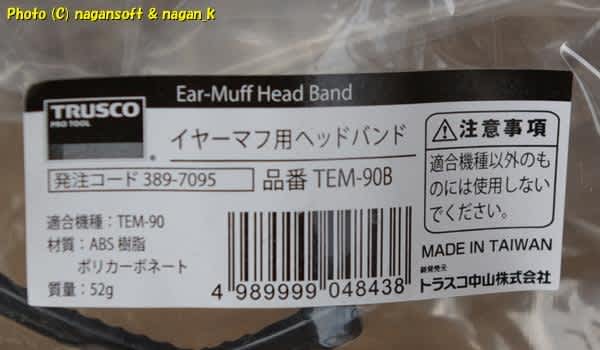 Photo (C) nagansoft & nagan_k
Ear-Muff Head Band
TRUSCO
PRO TOOL
®
イヤーマフ用ヘッドバンド
発注コード 389-7095
品番 TEM-90B
適合機種：TEM-90
材質：ABS 樹脂
ポリカーボネート
質量：52g
4 989999 048438
⚠注意事項
適合機種以外のも
のには使用しない
でください。
MADE IN TAIWAN
開発発売元
トラスコ中山株式会社